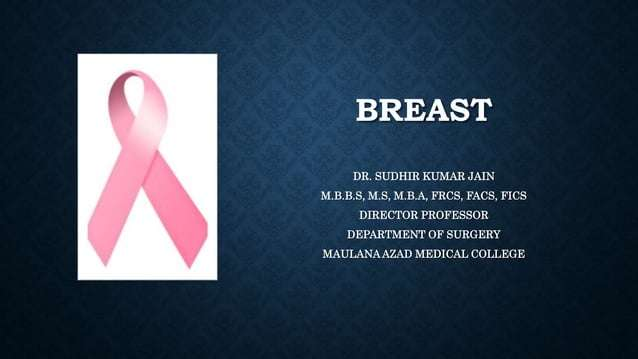 BREAST
DR. SUDHIR KUMAR JAIN
M.B.B.S, M.S, M.B.A, FRCS, FACS, FICS
DIRECTOR PROFESSOR
DEPARTMENT OF SURGERY
MAULANA AZAD MEDICAL COLLEGE